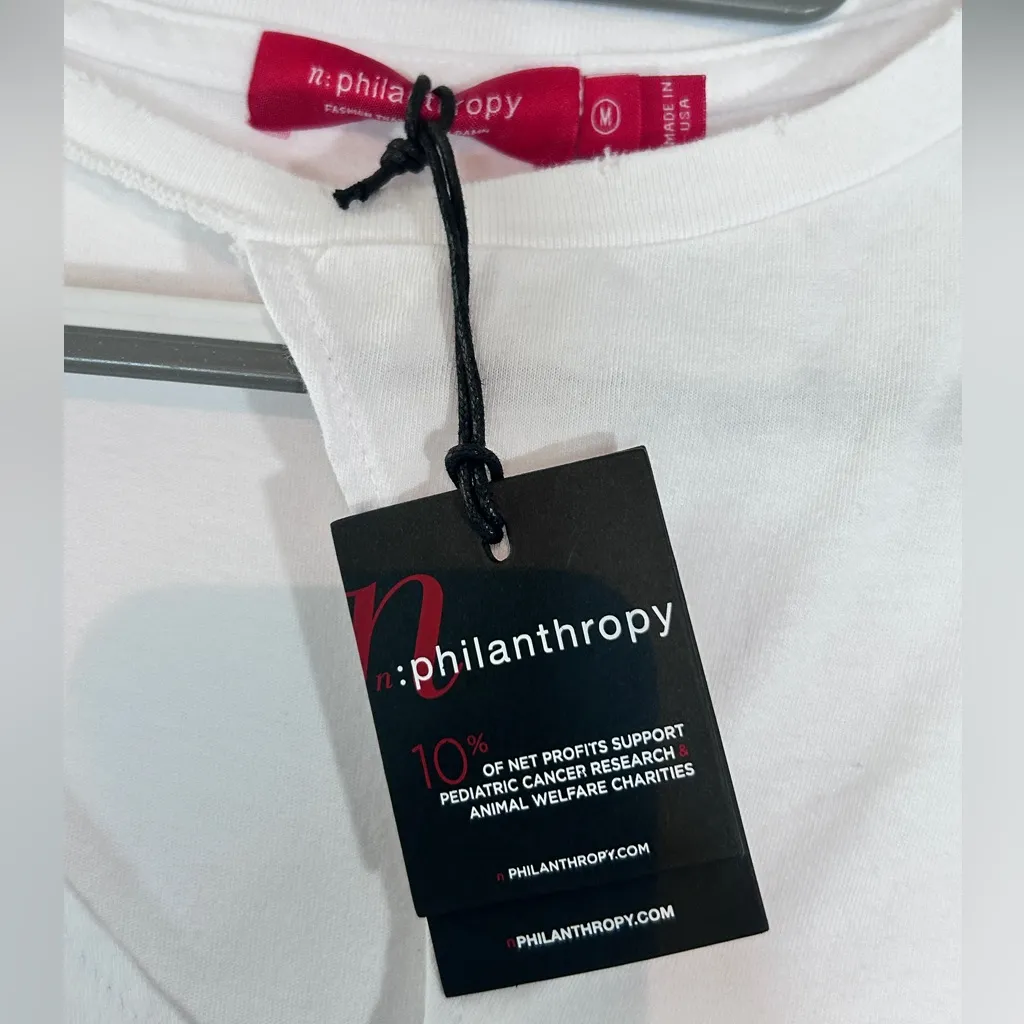 n:philanthropy
FASHION
M
MADE IN
USA
n
n:philanthropy
10%
OF NET PROFITS SUPPORT
PEDIATRIC CANCER RESEARCH &
ANIMAL WELFARE CHARITIES
nPHILANTHROPY.COM
nPHILANTHROPY.COM